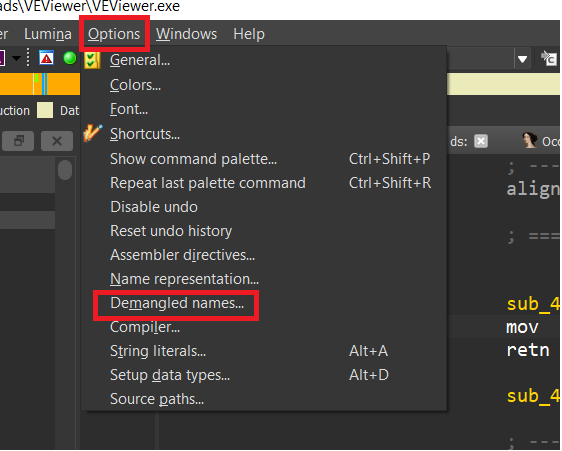 ads\VEViewer\VEViewer.exe
er Lumina Options Windows Help
General...
uction Dat Colors...
Font...
Shortcuts... ds: Occ
Show command palette... Ctrl+Shift+P ; ---
Repeat last palette command Ctrl+Shift+R align
Disable undo
Reset undo history ; ===
Assembler directives...
Name representation...
Demangled names... sub_4
Compiler... mov
String literals... Alt+A retn
Setup data types... Alt+D
Source paths... sub_4
; ---